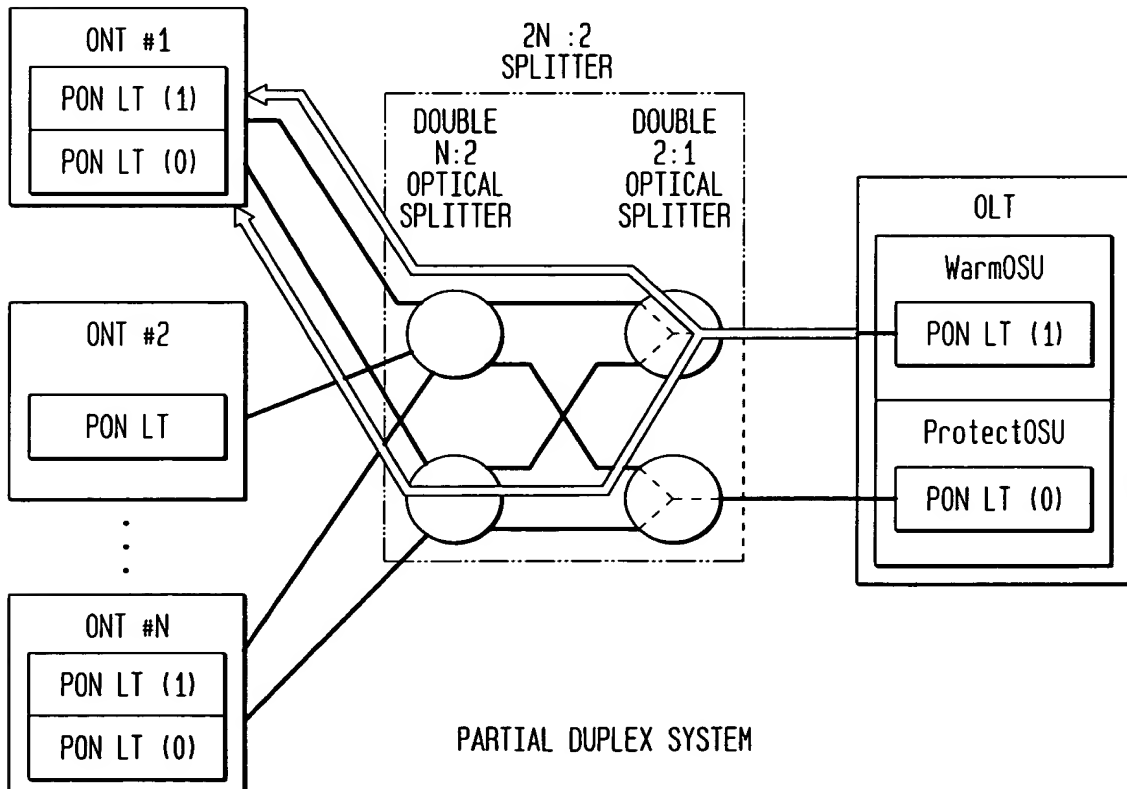 ONT #1
PON LT (1)
PON LT (0)
2N :2
SPLITTER
DOUBLE
N:2
OPTICAL
SPLITTER
DOUBLE
2:1
OPTICAL
SPLITTER
OLT
WarmOSU
PON LT (1)
ProtectOSU
PON LT (0)
ONT #2
PON LT
ONT #N
PON LT (1)
PON LT (0)
PARTIAL DUPLEX SYSTEM